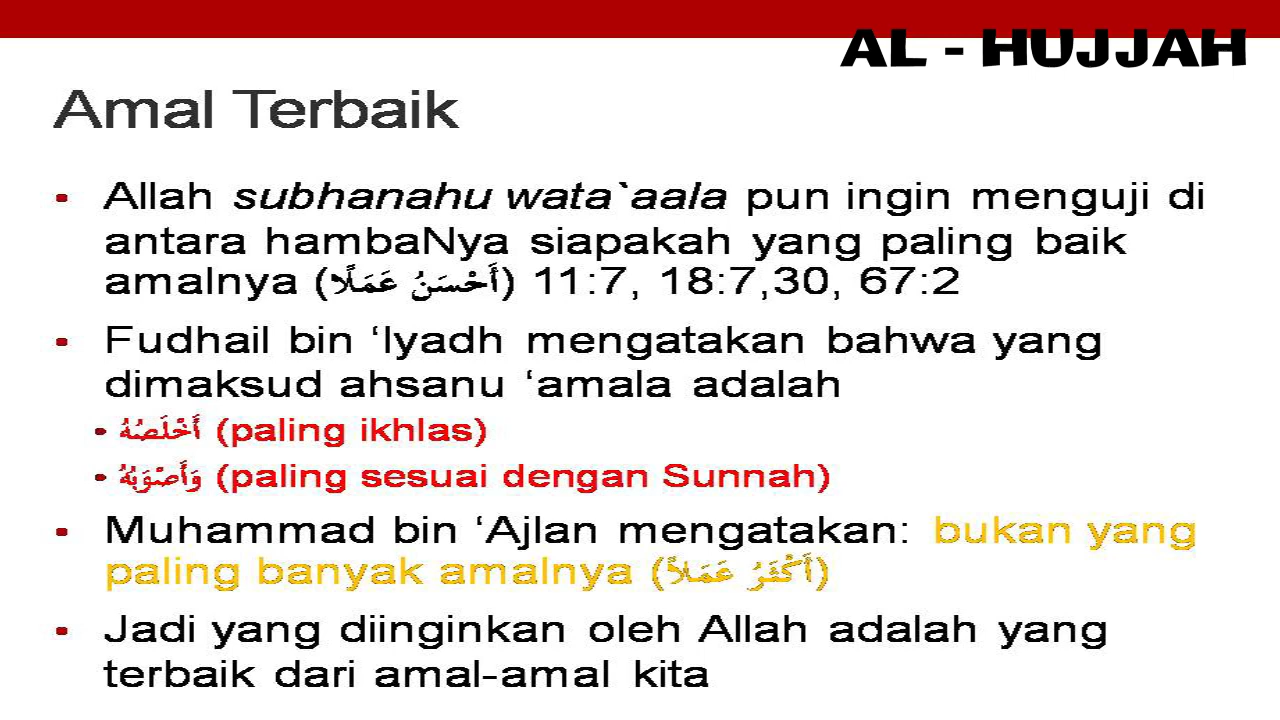 AL - HUJJAH
Amal Terbaik
• Allah subhanahu wata`aala pun ingin menguji di
antara hambaNya siapakah yang paling baik
amalnya (أَحْسَنُ عَمَلًا) 11:7, 18:7,30, 67:2
• Fudhail bin ‘Iyadh mengatakan bahwa yang
dimaksud ahsanu ‘amala adalah
• أَخْلَصُهُ (paling ikhlas)
• وَأَصْوَبُهُ (paling sesuai dengan Sunnah)
• Muhammad bin ‘Ajlan mengatakan: bukan yang
paling banyak amalnya (أَكْثَرُ عَمَلاً)
• Jadi yang diinginkan oleh Allah adalah yang
terbaik dari amal-amal kita